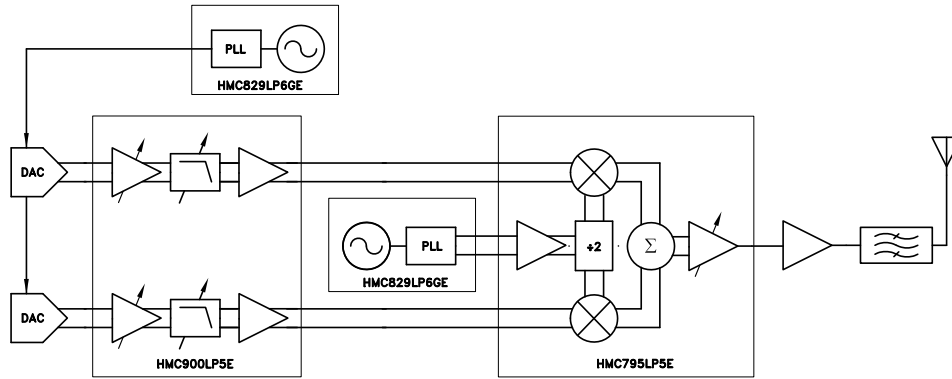 PLL
HMC829LP6GE
DAC
PLL
÷2
Σ
HMC829LP6GE
DAC
HMC900LP5E
HMC795LP5E